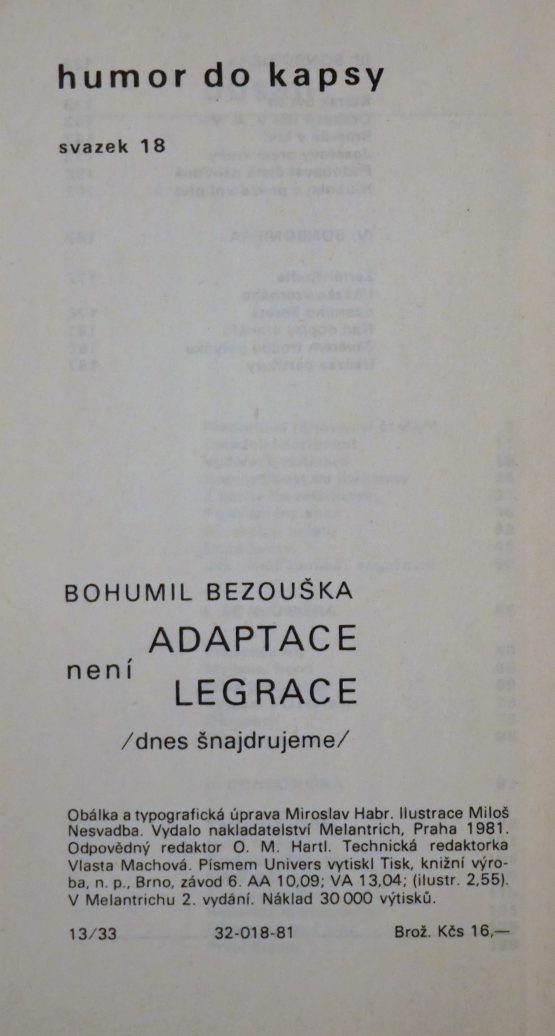 humor do kapsy
svazek 18
BOHUMIL BEZOUŠKA
ADAPTACE
není
LEGRACE
/dnes šnajdrujeme/
Obálka a typografická úprava Miroslav Habr. Ilustrace Miloš
Nesvadba. Vydalo nakladatelství Melantrich, Praha 1981.
Odpovědný redaktor O. M. Hartl. Technická redaktorka
Vlasta Machová. Písmem Univers vytiskl Tisk, knižní výro-
ba, n. p., Brno, závod 6. AA 10,09; VA 13,04; (ilustr. 2,55).
V Melantrichu 2. vydání. Náklad 30 000 výtisků.
13/33 32-018-81 Brož. Kčs 16,—